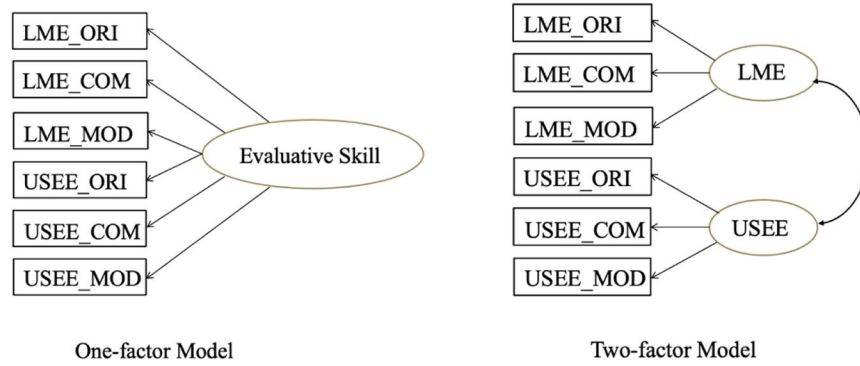 LME_ORI
LME_COM
LME_MOD
USEE_ORI
USEE_COM
USEE_MOD
Evaluative Skill
One-factor Model
LME_ORI
LME_COM
LME_MOD
USEE_ORI
USEE_COM
USEE_MOD
LME
USEE
Two-factor Model